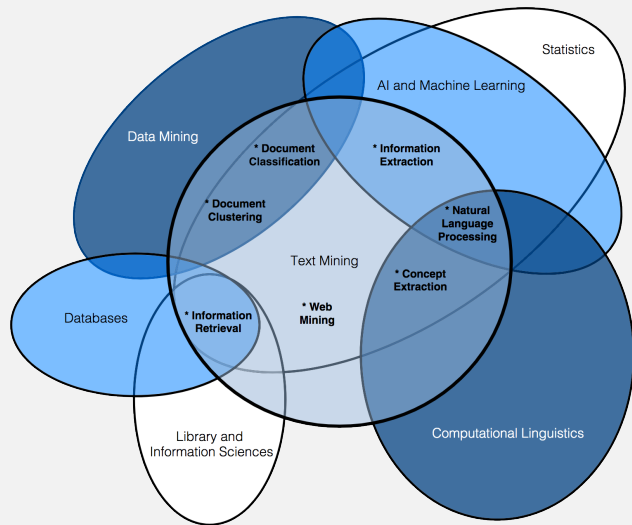 Statistics
AI and Machine Learning
Data Mining
* Document
Classification
* Information
Extraction
* Document
Clustering
* Natural
Language
Processing
Text Mining
* Concept
Extraction
Databases
* Information
Retrieval
* Web
Mining
Library and
Information Sciences
Computational Linguistics